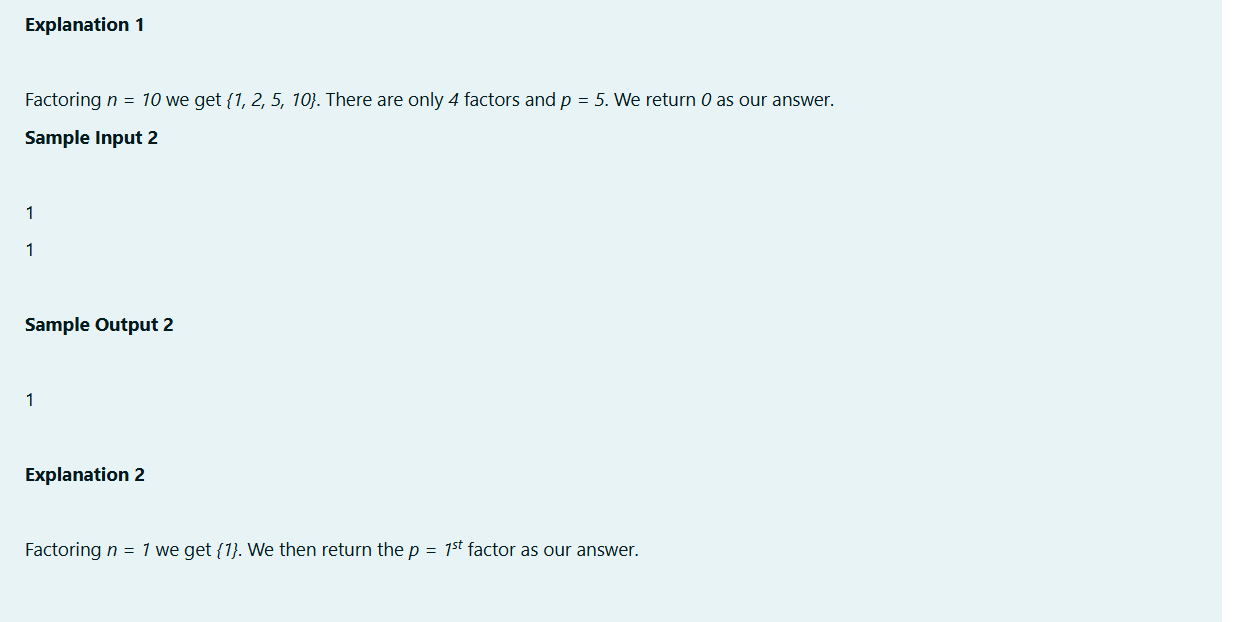 Explanation 1
Factoring n = 10 we get {1, 2, 5, 10}. There are only 4 factors and p = 5. We return 0 as our answer.
Sample Input 2
1
1
Sample Output 2
1
Explanation 2
Factoring n = 1 we get {1}. We then return the p = 1st factor as our answer.